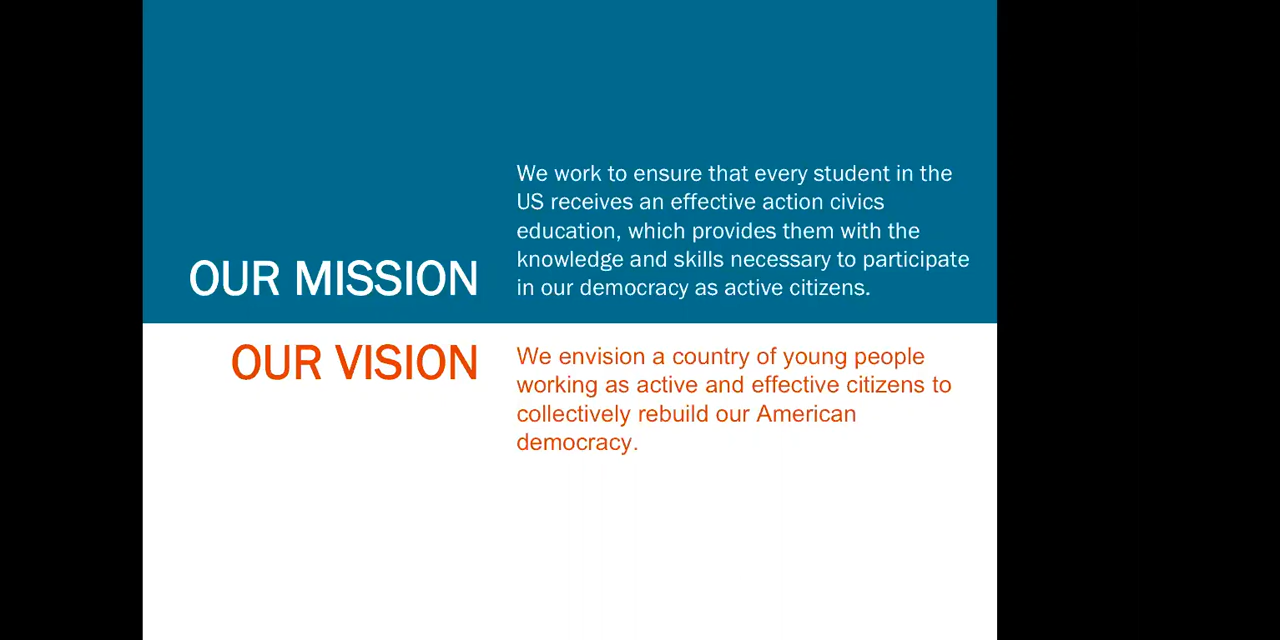 OUR MISSION
We work to ensure that every student in the
US receives an effective action civics
education, which provides them with the
knowledge and skills necessary to participate
in our democracy as active citizens.
OUR VISION
We envision a country of young people
working as active and effective citizens to
collectively rebuild our American
democracy.